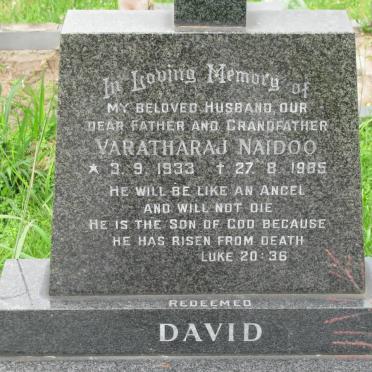 In Loving Memory of
MY BELOVED HUSBAND OUR
DEAR FATHER AND GRANDFATHER
VARATHARAJ NAIDOO
★ 3. 9. 1933 ✝ 27. 8. 1985
HE WILL BE LIKE AN ANGEL
AND WILL NOT DIE
HE IS THE SON OF GOD BECAUSE
HE HAS RISEN FROM DEATH
LUKE 20:36
REDEEMED
DAVID